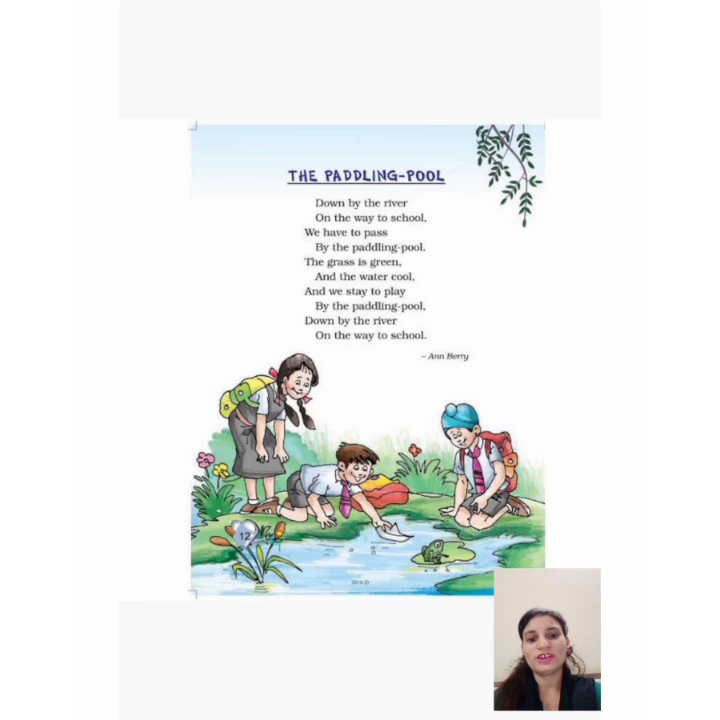 THE PADDLING-POOL
Down by the river
On the way to school,
We have to pass
By the paddling-pool.
The grass is green,
And the water cool,
And we stay to play
By the paddling-pool,
Down by the river
On the way to school.
– Ann Berry
12